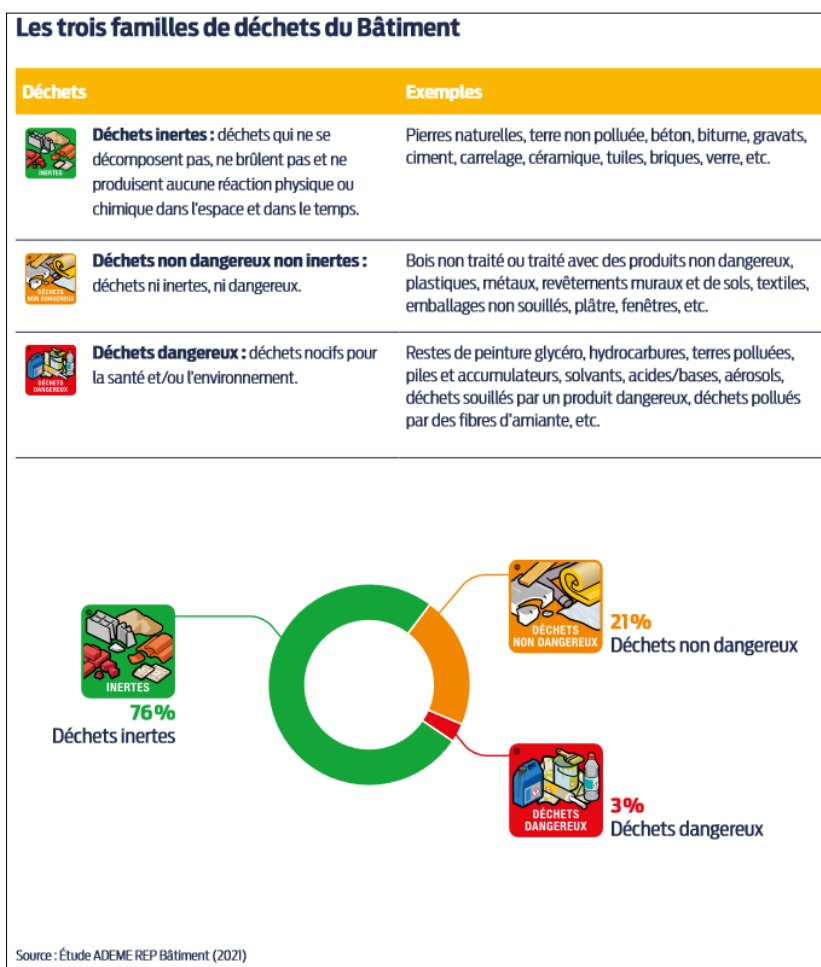 Les trois familles de déchets du Bâtiment
Déchets
Exemples
INERTES
Déchets inertes : déchets qui ne se
décomposent pas, ne brûlent pas et ne
produisent aucune réaction physique ou
chimique dans l'espace et dans le temps.
Pierres naturelles, terre non polluée, béton, bitume, gravats,
ciment, carrelage, céramique, tuiles, briques, verre, etc.
DÉCHETS
NON DANGEREUX
Déchets non dangereux non inertes :
déchets ni inertes, ni dangereux.
Bois non traité ou traité avec des produits non dangereux,
plastiques, métaux, revêtements muraux et de sols, textiles,
emballages non souillés, plâtre, fenêtres, etc.
DÉCHETS
DANGEREUX
Déchets dangereux : déchets nocifs pour
la santé et/ou l'environnement.
Restes de peinture glycéro, hydrocarbures, terres polluées,
piles et accumulateurs, solvants, acides/bases, aérosols,
déchets souillés par un produit dangereux, déchets pollués
par des fibres d'amiante, etc.
INERTES
76%
Déchets inertes
DÉCHETS
NON DANGEREUX
21%
Déchets non dangereux
DÉCHETS
DANGEREUX
3%
Déchets dangereux
Source : Étude ADEME REP Bâtiment (2021)